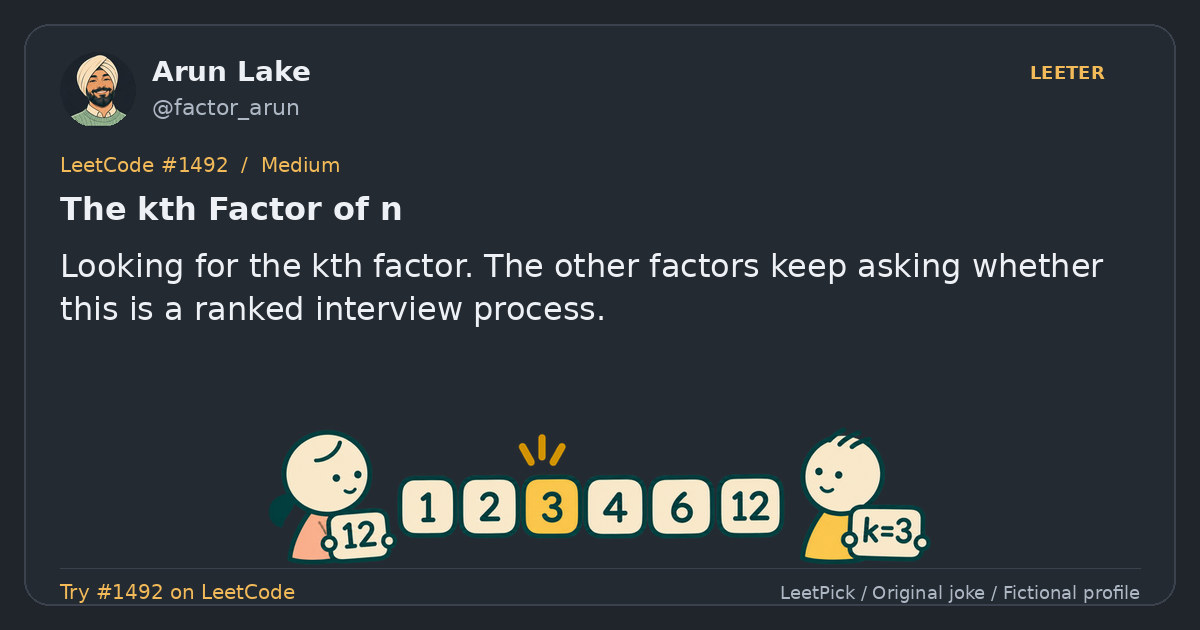 Arun Lake
@factor_arun
LEETER
LeetCode #1492 / Medium
The kth Factor of n
Looking for the kth factor. The other factors keep asking whether
this is a ranked interview process.
12 1 2 3 4 6 12 k=3
Try #1492 on LeetCode
LeetPick / Original joke / Fictional profile